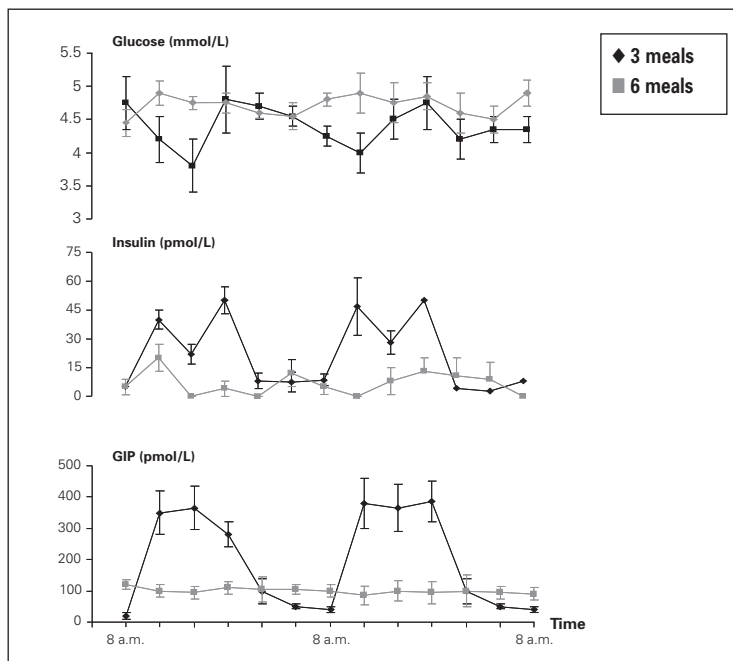 Glucose (mmol/L)
5.5
5
4.5
4
3.5
3
3 meals
6 meals
Insulin (pmol/L)
75
60
45
30
15
0
GIP (pmol/L)
500
400
300
200
100
0
Time
8 a.m.
8 a.m.
8 a.m.